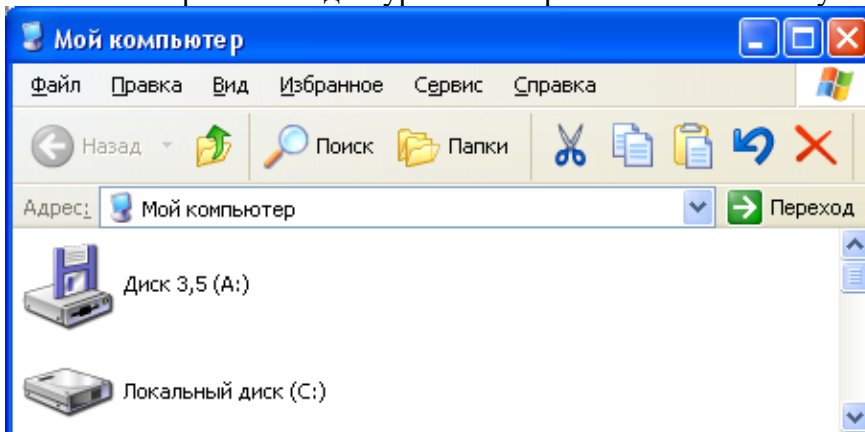 Мой компьютер
Файл Правка Вид Избранное Сервис Справка
Назад Поиск Папки
Адрес: Мой компьютер Переход
Диск 3,5 (A:)
Локальный диск (C:)